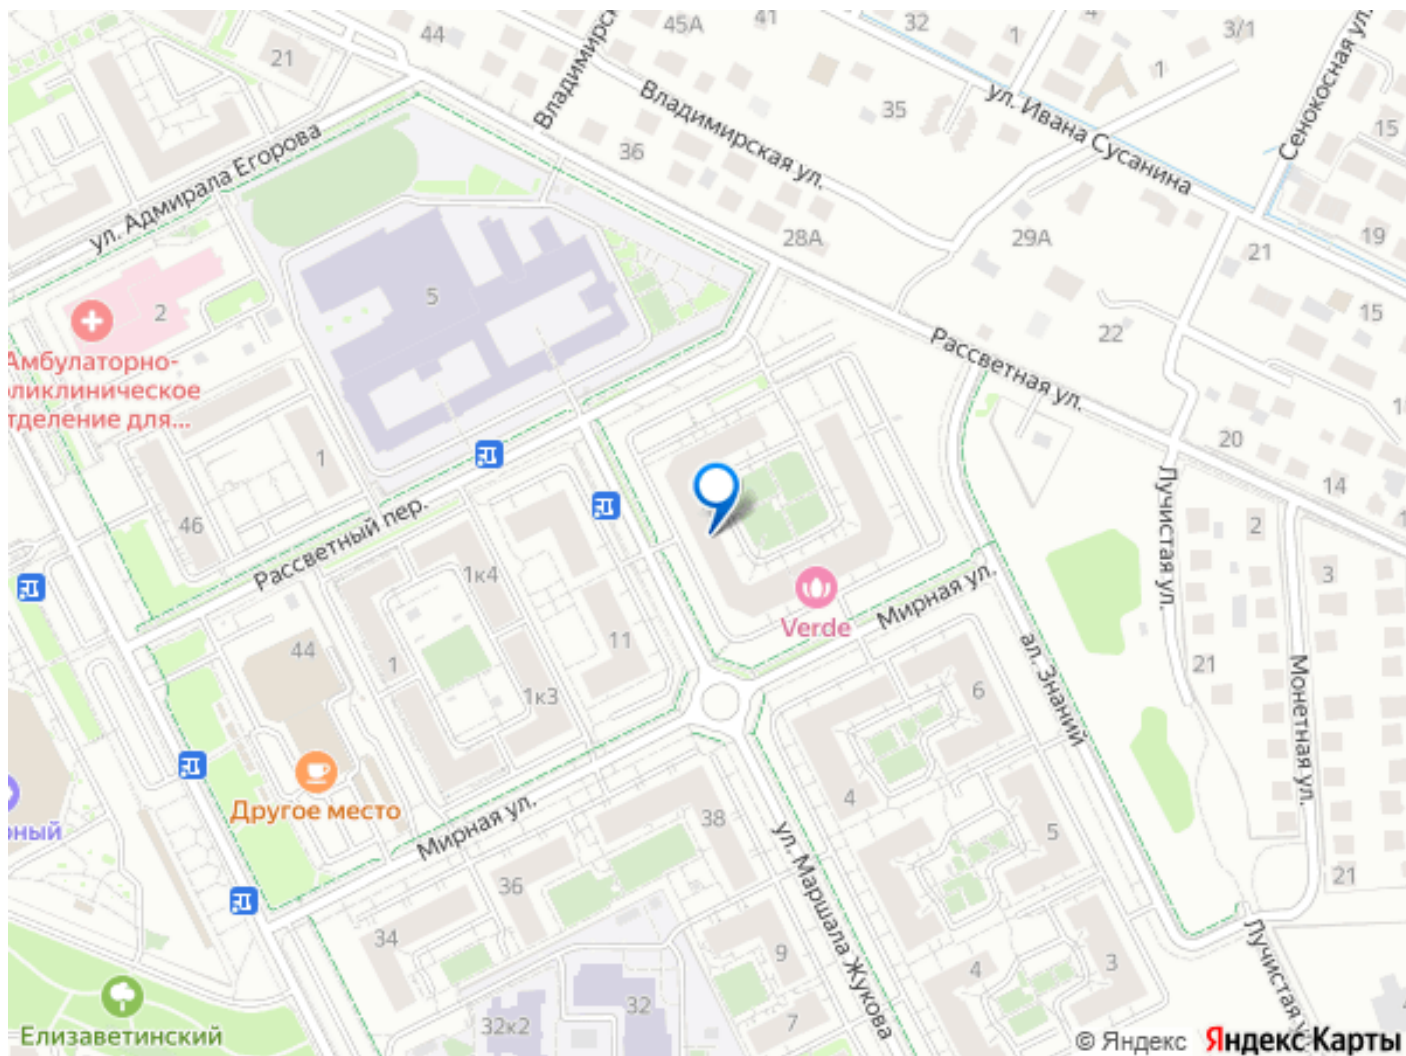 44
45А
41
32
1
4
3/1
Сенокосная ул.
21
Владимирск
Владимирская ул.
35
1
ул. Ивана Сусанина
15
ул. Адмирала Егорова
36
28А
29А
21
19
2
5
22
15
Рассветная ул.
Амбулаторно-
оликлиническое
тделение для...
1
46
Рассветный пер.
20
14
2
3
Лучистая ул.
1к4
Verde
Мирная ул.
44
1
11
1к3
6
ал. Знаний
21
Монетная ул.
Другое место
Мирная ул.
38
4
5
ул. Маршала Жукова
рный
36
34
9
21
Лучистая у
32к2
32
7
4
3
Елизаветинский
© Яндекс Яндекс Карты